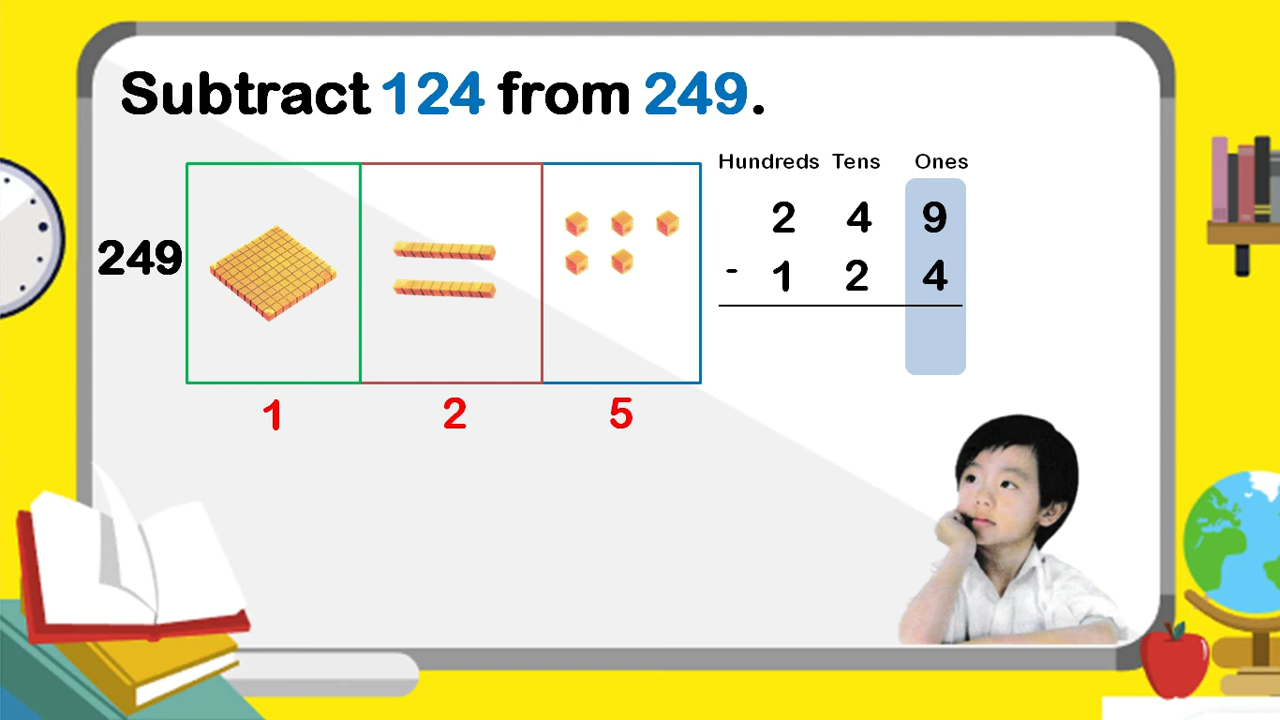 Subtract 124 from 249.
249
1 2 5
Hundreds Tens Ones
2 4 9
- 1 2 4